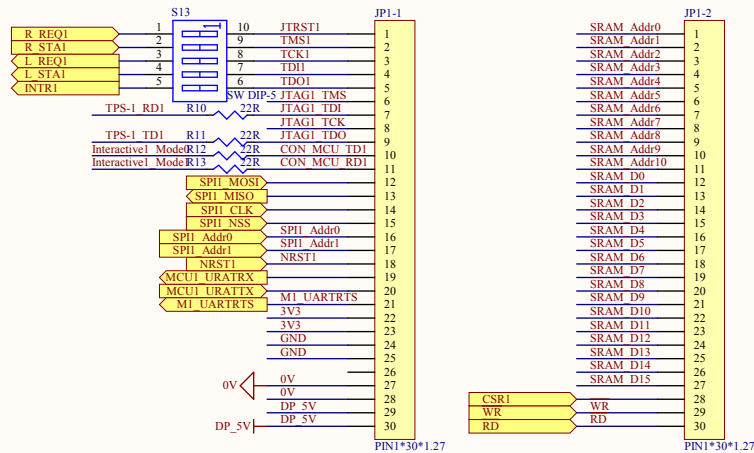 S13 JP1-1 JP1-2
R_REQ1 1 10 JTRST1 1 SRAM_Addr0 1
R_STA1 2 9 TMS1 2 SRAM_Addr1 2
L_REQ1 3 8 TCK1 3 SRAM_Addr2 3
L_STA1 4 7 TDI1 4 SRAM_Addr3 4
INTR1 5 6 TDO1 5 SRAM_Addr4 5
SW DIP-5 JTAG1_TMS 6 SRAM_Addr5 6
TPS-1_RD1 R10 22R JTAG1_TDI 7 SRAM_Addr6 7
JTAG1_TCK 8 SRAM_Addr7 8
TPS-1_TD1 R11 22R JTAG1_TDO 9 SRAM_Addr8 9
Interactive1_Mode0 R12 22R CON_MCU_TD1 10 SRAM_Addr9 10
Interactive1_Mode1 R13 22R CON_MCU_RD1 11 SRAM_Addr10 11
SPI1_MOSI 12 SRAM_D0 12
SPI1_MISO 13 SRAM_D1 13
SPI1_CLK 14 SRAM_D2 14
SPI1_NSS 15 SRAM_D3 15
SPI1_Addr0 SPI1_Addr0 16 SRAM_D4 16
SPI1_Addr1 SPI1_Addr1 17 SRAM_D5 17
NRST1 NRST1 18 SRAM_D6 18
MCU1_URATRX 19 SRAM_D7 19
MCU1_URATTX 20 SRAM_D8 20
M1_UARTRTS M1_UARTRTS 21 SRAM_D9 21
3V3 22 SRAM_D10 22
3V3 23 SRAM_D11 23
GND 24 SRAM_D12 24
GND 25 SRAM_D13 25
26 SRAM_D14 26
0V 0V 27 SRAM_D15 27
0V 28 CSR1 28
DP_5V 29 WR WR 29
DP_5V DP_5V 30 RD RD 30
PIN1*30*1.27 PIN1*30*1.27